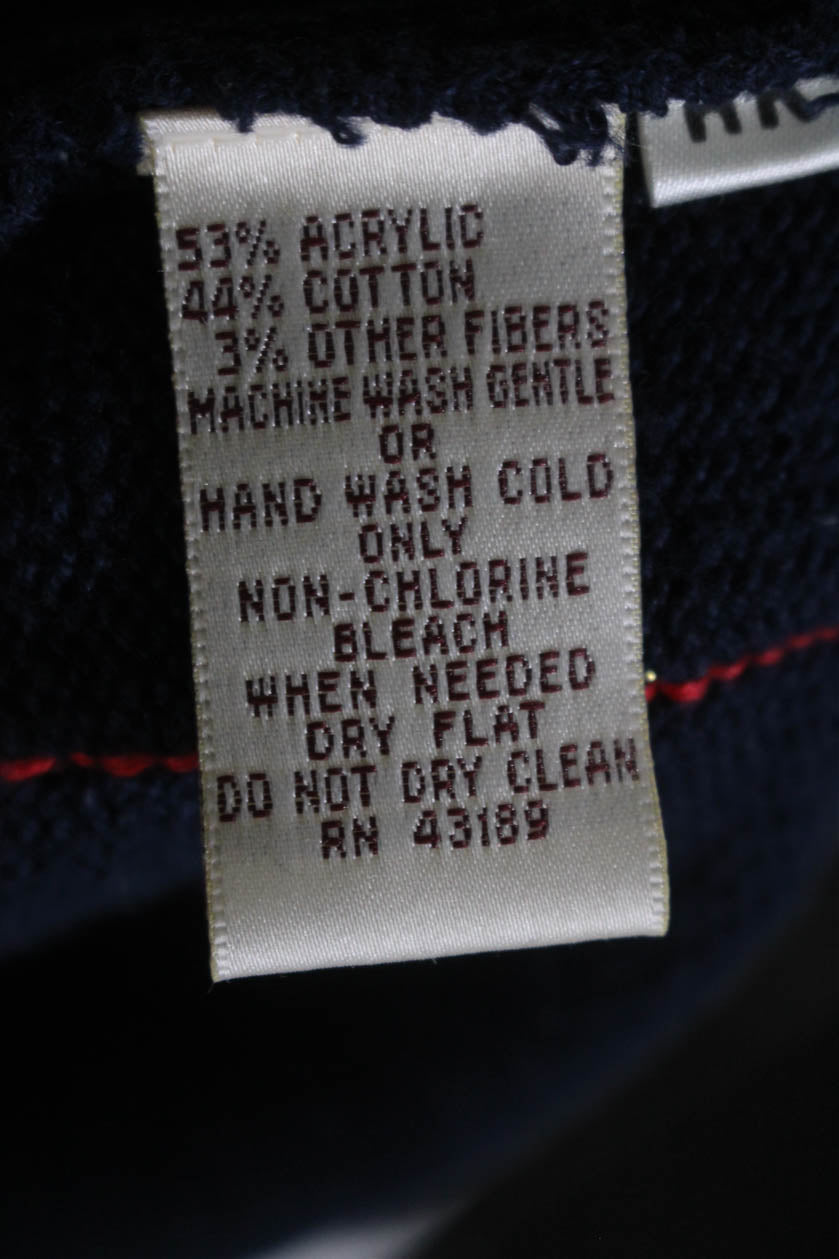 53% ACRYLIC
44% COTTON
3% OTHER FIBERS
MACHINE WASH GENTLE
OR
HAND WASH COLD
ONLY
NON-CHLORINE
BLEACH
WHEN NEEDED
DRY FLAT
DO NOT DRY CLEAN
RN 43189